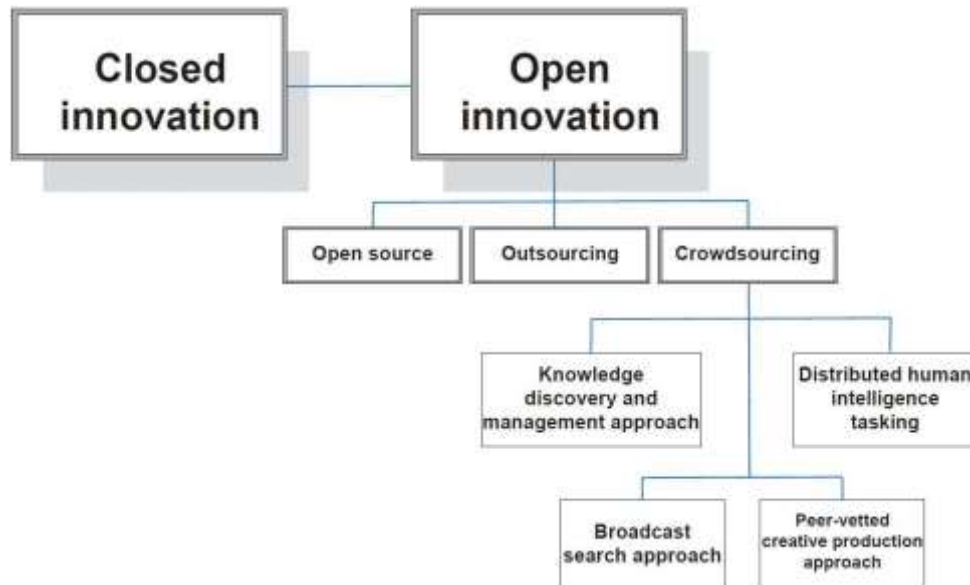 Closed
innovation
Open
innovation
Open source
Outsourcing
Crowdsourcing
Knowledge
discovery and
management approach
Distributed human
intelligence
tasking
Broadcast
search approach
Peer-vetted
creative production
approach